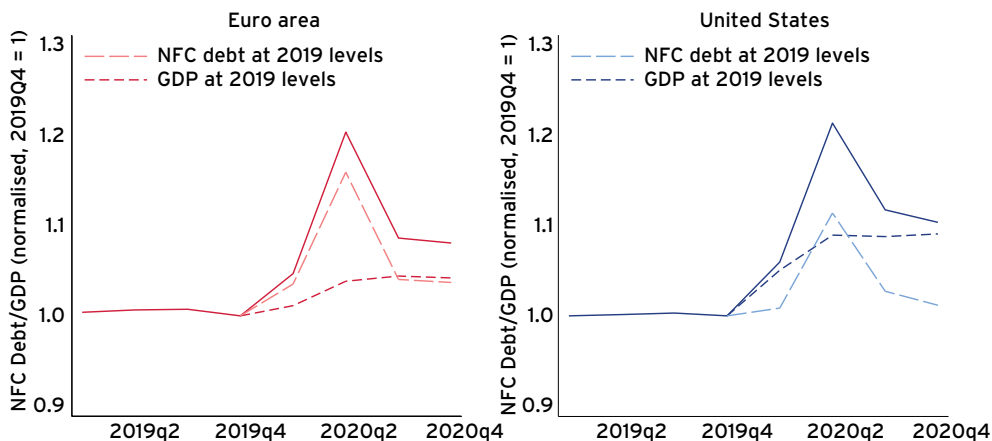 Euro area
NFC Debt/GDP (normalised, 2019Q4 = 1)
1.3
1.2
1.1
1.0
0.9
NFC debt at 2019 levels
GDP at 2019 levels
2019q2 2019q4 2020q2 2020q4
United States
NFC Debt/GDP (normalised, 2019Q4 = 1)
1.3
1.2
1.1
1.0
0.9
NFC debt at 2019 levels
GDP at 2019 levels
2019q2 2019q4 2020q2 2020q4